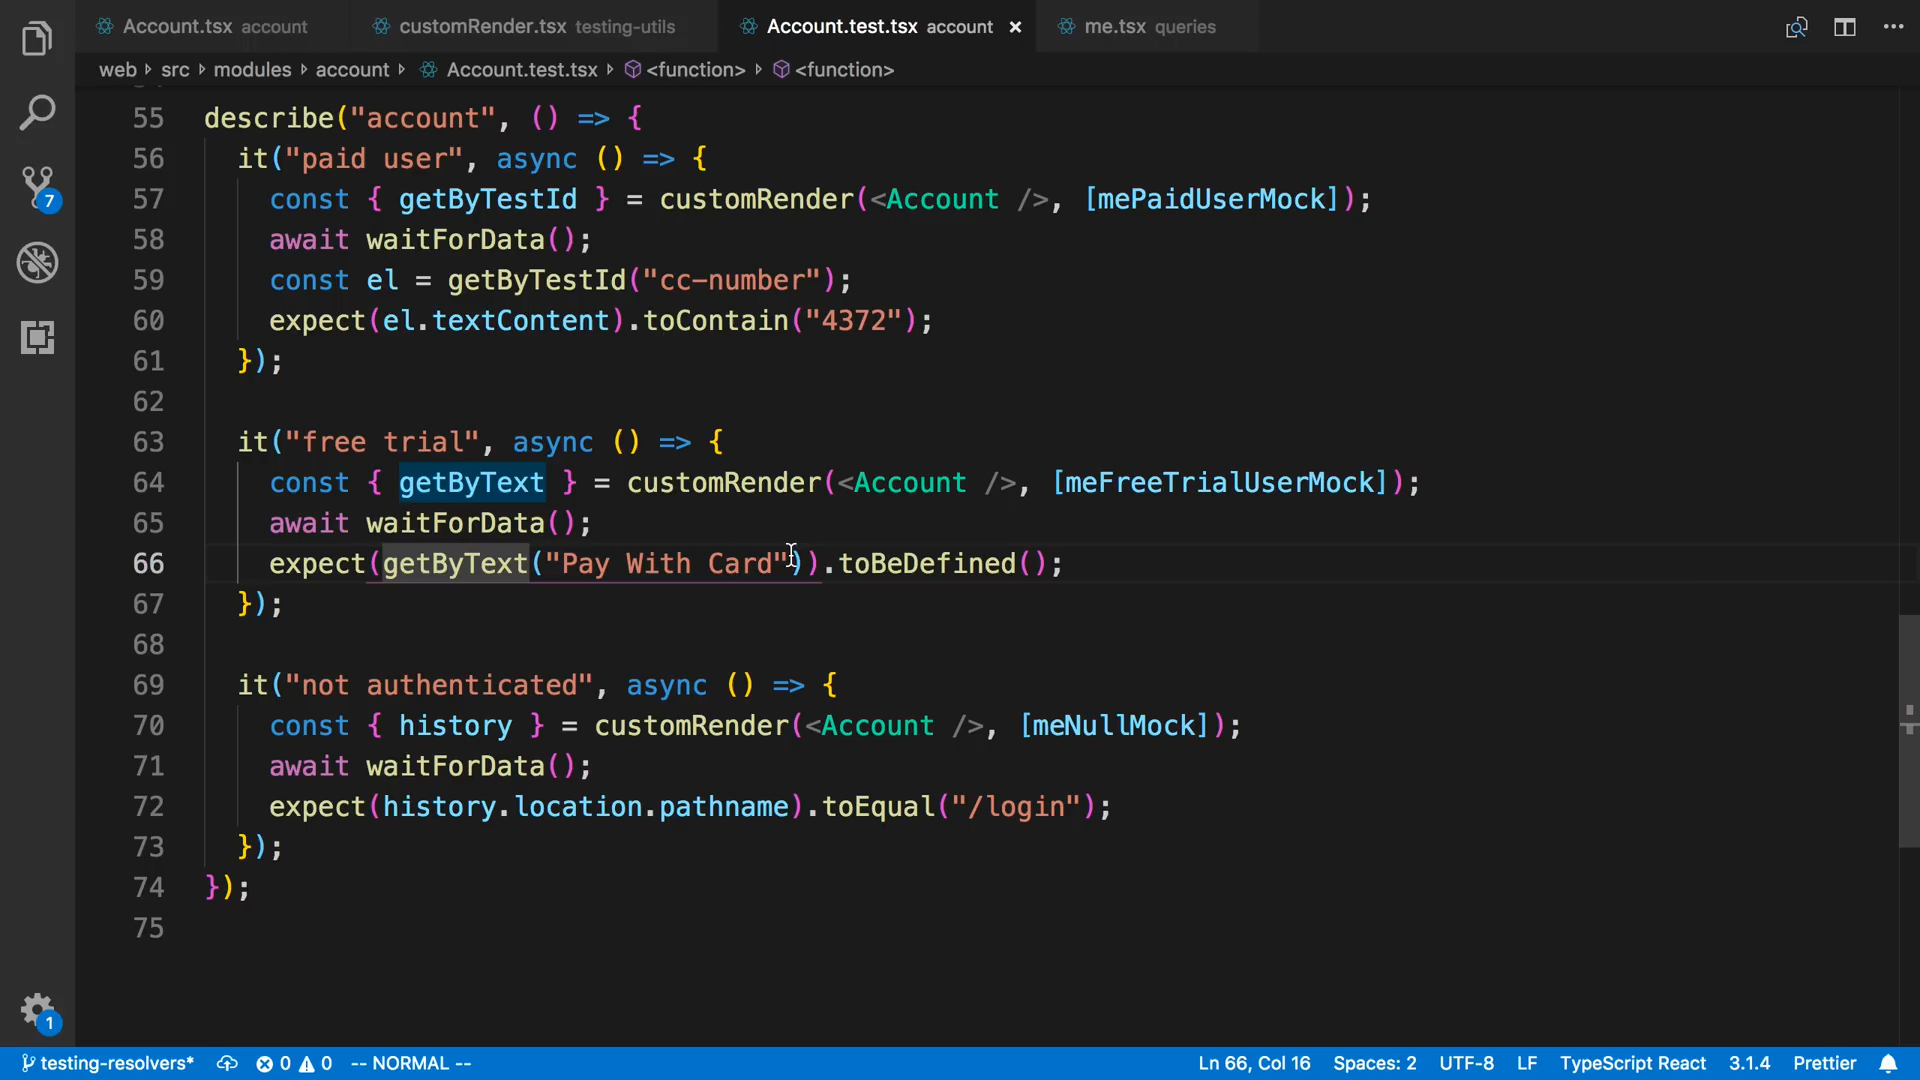 Account.tsx account customRender.tsx testing-utils Account.test.tsx account × me.tsx queries
web src modules account Account.test.tsx <function> <function>
55 describe("account", () => {
56 it("paid user", async () => {
57 const { getByTestId } = customRender(<Account />, [mePaidUserMock]);
58 await waitForData();
59 const el = getByTestId("cc-number");
60 expect(el.textContent).toContain("4372");
61 });
62
63 it("free trial", async () => {
64 const { getByText } = customRender(<Account />, [meFreeTrialUserMock]);
65 await waitForData();
66 expect(getByText("Pay With Card")).toBeDefined();
67 });
68
69 it("not authenticated", async () => {
70 const { history } = customRender(<Account />, [meNullMock]);
71 await waitForData();
72 expect(history.location.pathname).toEqual("/login");
73 });
74 });
75
7
1
testing-resolvers* 0 0 -- NORMAL -- Ln 66, Col 16 Spaces: 2 UTF-8 LF TypeScript React 3.1.4 Prettier